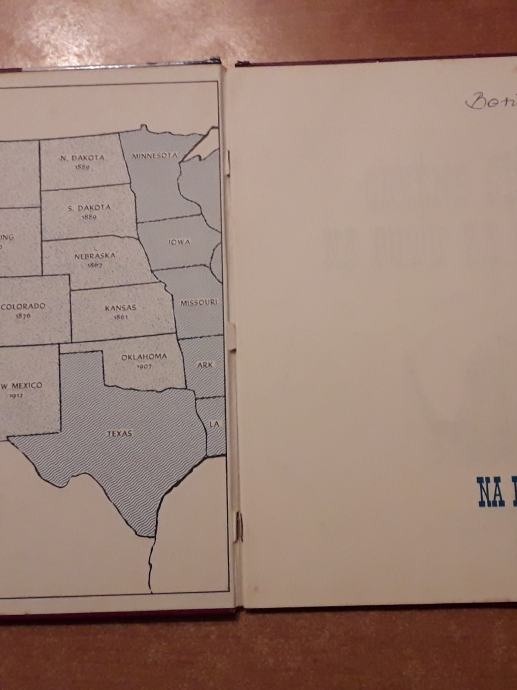 N. DAKOTA
1889
MINNESOTA
S. DAKOTA
1889
NEBRASKA
1867
IOWA
COLORADO
1876
KANSAS
1861
MISSOURI
W MEXICO
1912
OKLAHOMA
1907
ARK
TEXAS
LA
NA